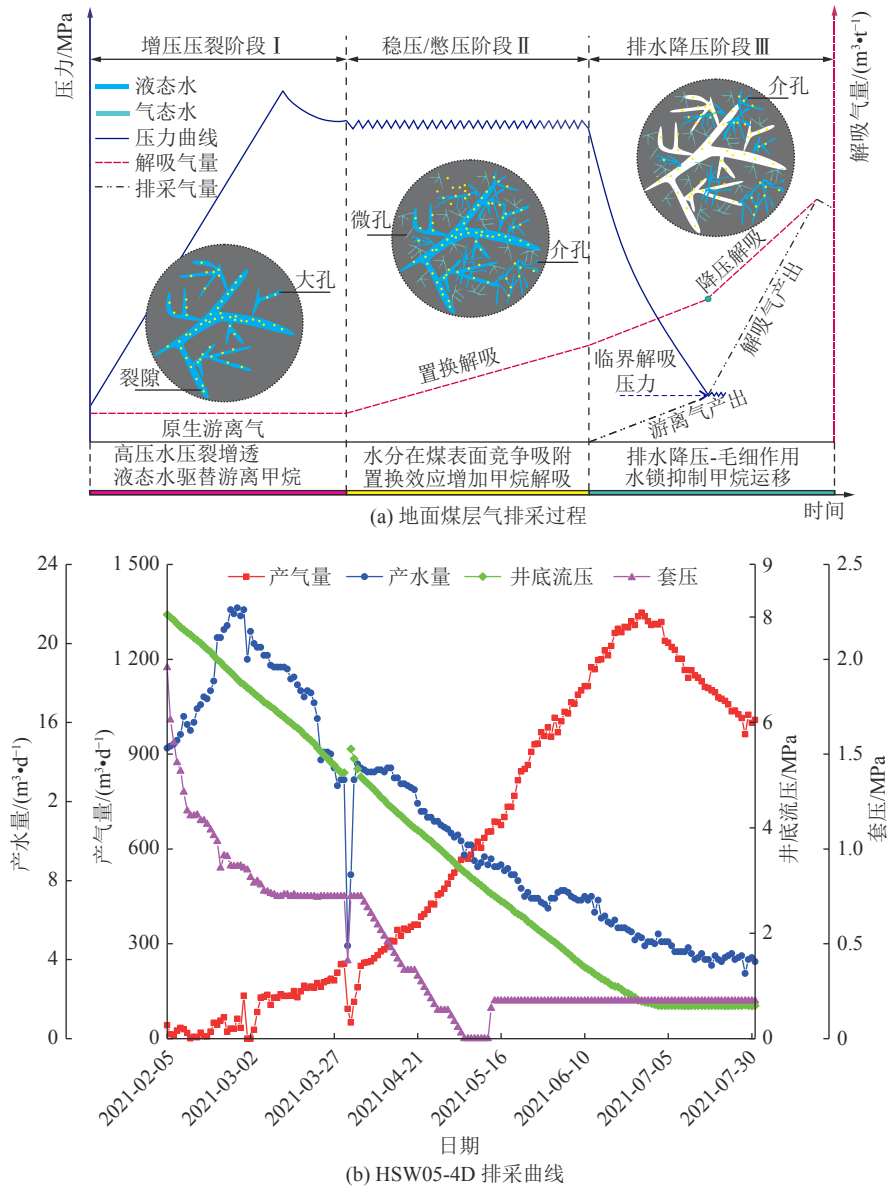 增压压裂阶段Ⅰ
稳压/憋压阶段Ⅱ
排水降压阶段Ⅲ
压力/MPa
解吸气量/(m³•t⁻¹)
液态水
气态水
压力曲线
解吸气量
排采气量
大孔
裂隙
微孔
介孔
介孔
原生游离气
置换解吸
降压解吸
临界解吸
压力
游离气产出
解吸气产出
高压水压裂增透
液态水驱替游离甲烷
水分在煤表面竞争吸附
置换效应增加甲烷解吸
排水降压-毛细作用
水锁抑制甲烷运移
时间
(a) 地面煤层气排采过程
产气量 产水量 井底流压 套压
产水量/(m³•d⁻¹)
24
20
16
2
8
4
0
产气量/(m³•d⁻¹)
1 500
1 200
900
600
300
0
井底流压/MPa
9
8
6
4
2
0
套压/MPa
2.5
2.0
1.5
1.0
0.5
0
2021-02-05
2021-03-02
2021-03-27
2021-04-21
2021-05-16
2021-06-10
2021-07-05
2021-07-30
日期
(b) HSW05-4D 排采曲线